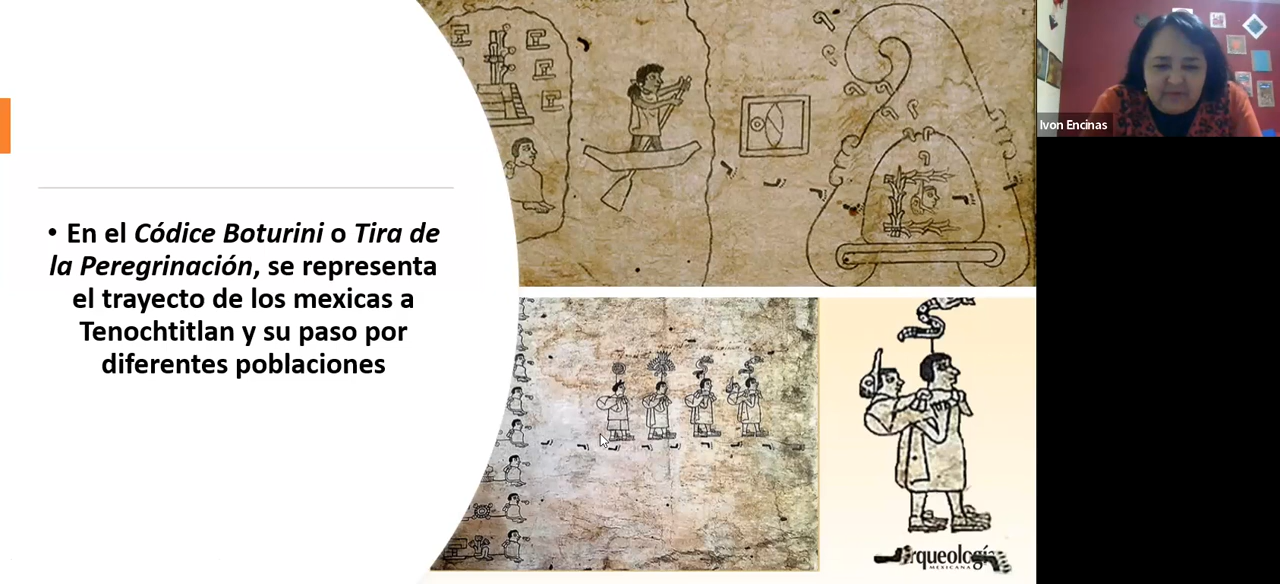 • En el Códice Boturini o Tira de
la Peregrinación, se representa
el trayecto de los mexicas a
Tenochtitlan y su paso por
diferentes poblaciones
Ivon Encinas
MEXICANA